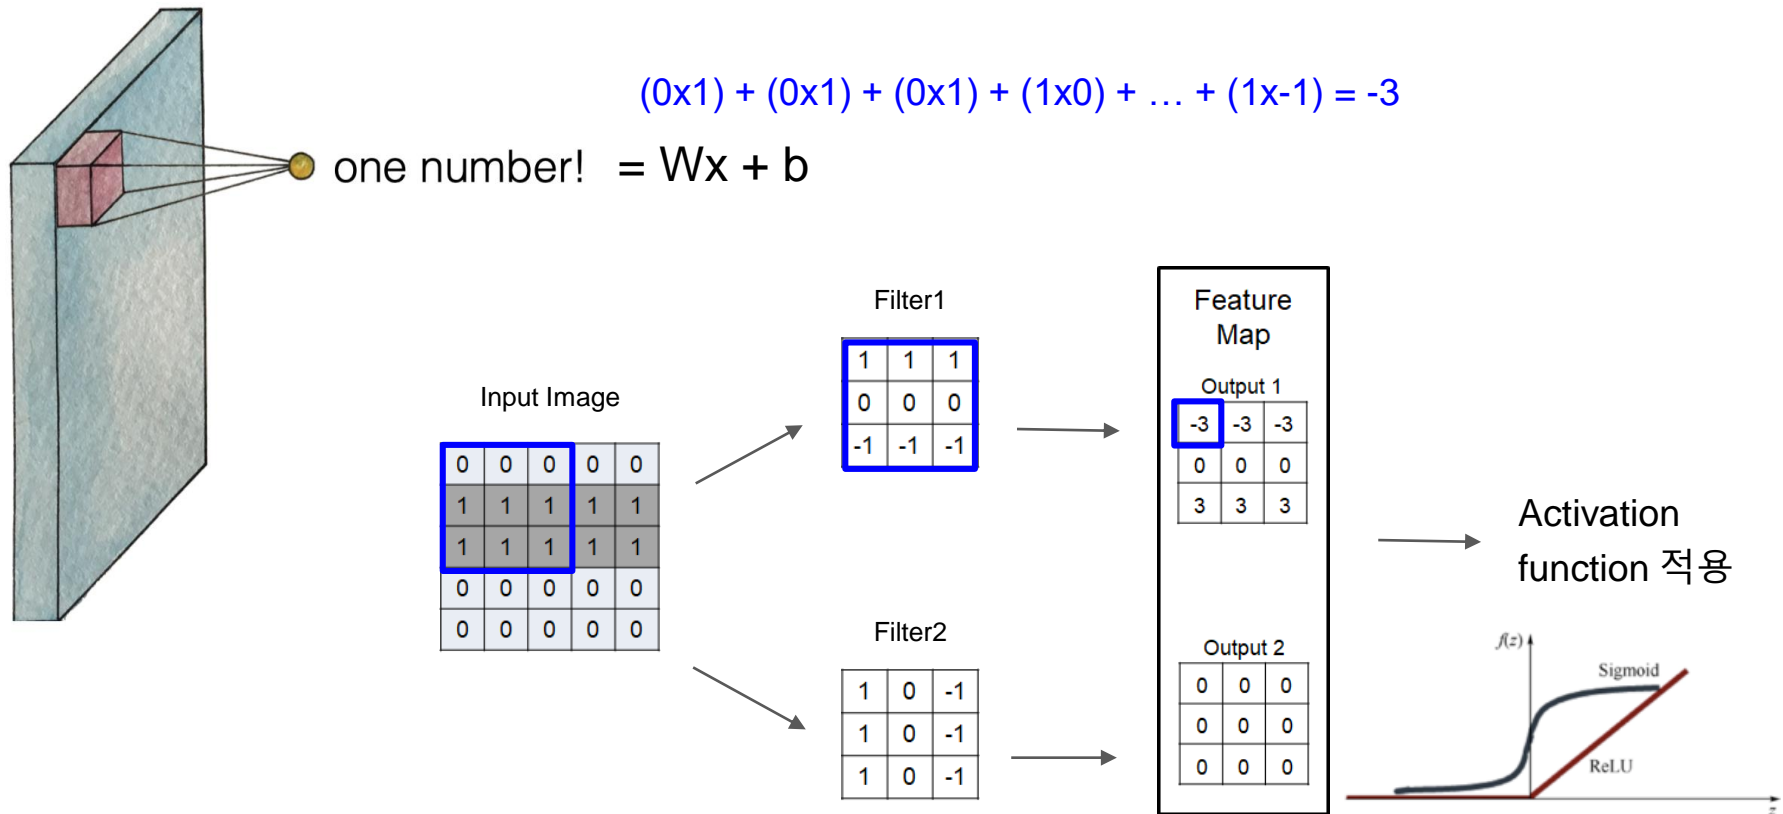 (0x1) + (0x1) + (0x1) + (1x0) + … + (1x-1) = -3
one number! = Wx + b
Input Image
0 0 0 0 0
1 1 1 1 1
1 1 1 1 1
0 0 0 0 0
0 0 0 0 0
Filter1
1 1 1
0 0 0
-1 -1 -1
Filter2
1 0 -1
1 0 -1
1 0 -1
Feature
Map
Output 1
-3 -3 -3
0 0 0
3 3 3
Output 2
0 0 0
0 0 0
0 0 0
Activation
function 적용
f(z)
Sigmoid
ReLU
z